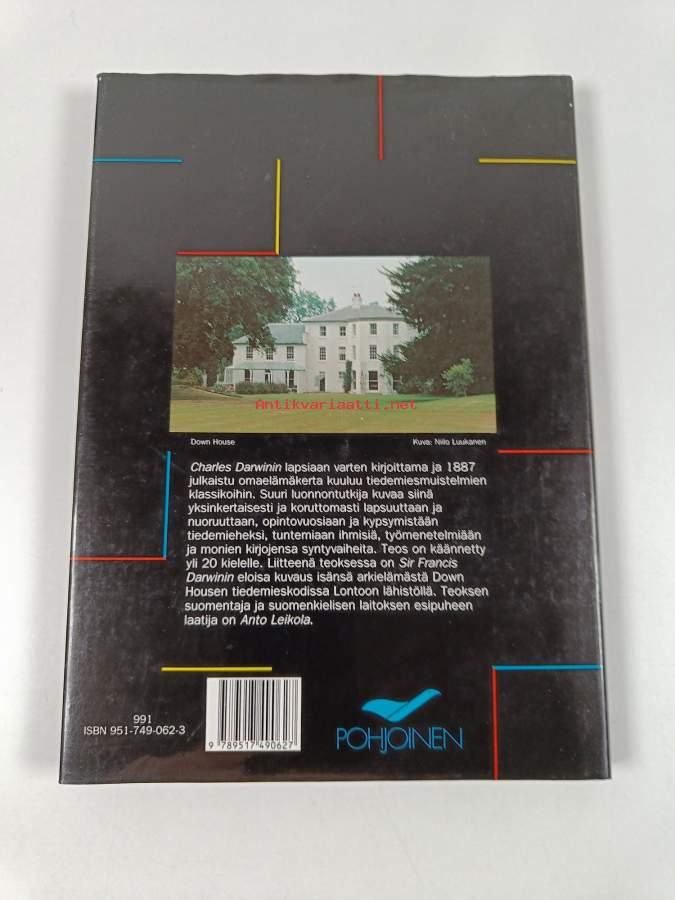 Antikvariaatti.net
Down House
Kuva: Niilo Luukanen
Charles Darwinin lapsiaan varten kirjoittama ja 1887
julkaistu omaelämäkerta kuuluu tiedemiesmuistelmien
klassikoihin. Suuri luonnontutkija kuvaa siinä
yksinkertaisesti ja koruttomasti lapsuuttaan ja
nuoruuttaan, opintovuosiaan ja kypsymistään
tiedemieheksi, tuntemiaan ihmisiä, työmenetelmiään
ja monien kirjojensa syntyvaiheita. Teos on käännetty
yli 20 kielelle. Liitteenä teoksessa on Sir Francis
Darwinin eloisa kuvaus isänsä arkielämästä Down
Housen tiedemieskodissa Lontoon lähistöllä. Teoksen
suomentaja ja suomenkielisen laitoksen esipuheen
laatija on Anto Leikola.
991
ISBN 951-749-062-3
9 789517 490627
POHJOINEN